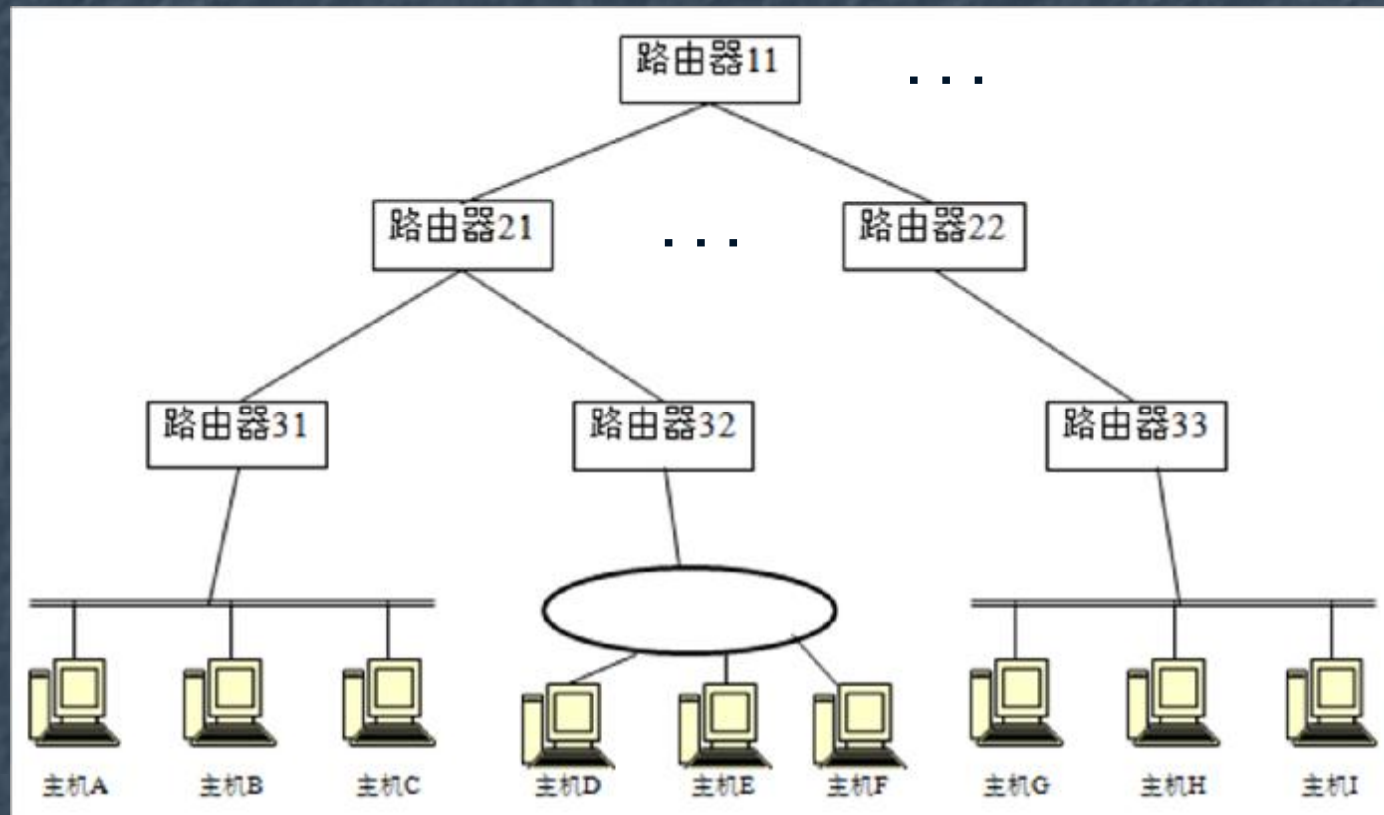 路由器11
. . .
路由器21
. . .
路由器22
路由器31
路由器32
路由器33
主机A
主机B
主机C
主机D
主机E
主机F
主机G
主机H
主机I